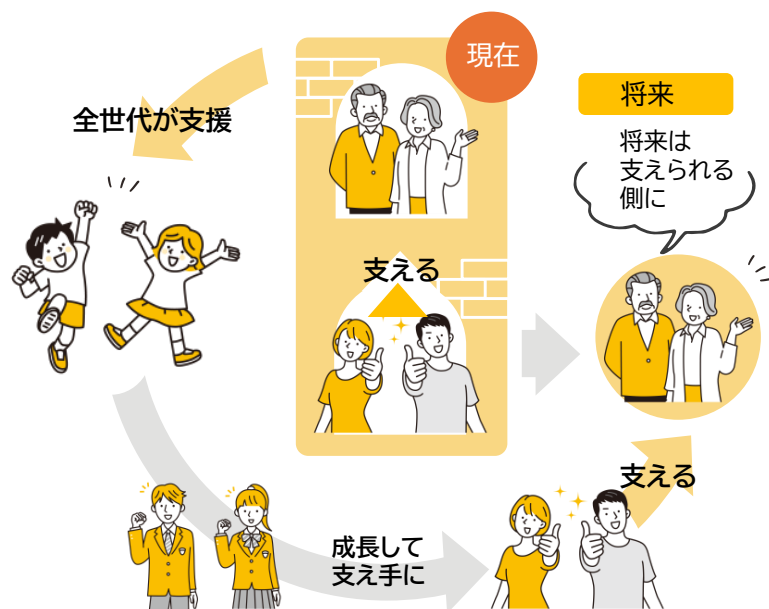 現在
全世代が支援
支える
将来
将来は
支えられる
側に
支える
成長して
支え手に